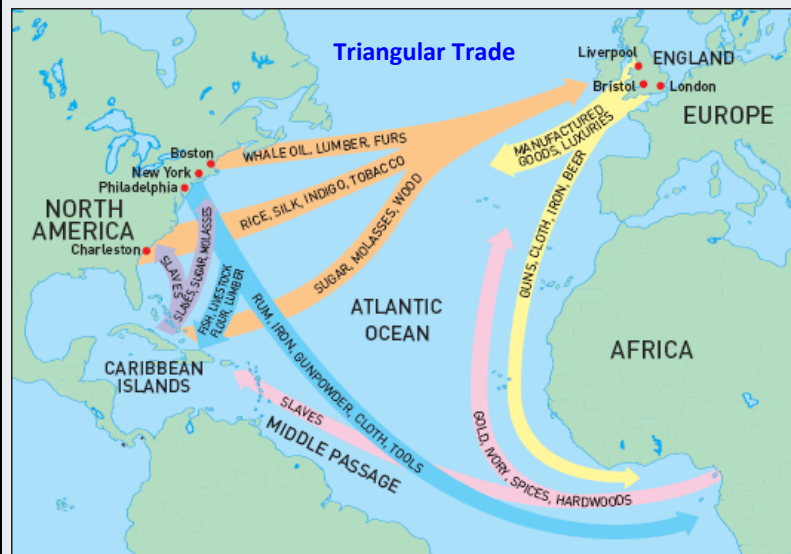 Triangular Trade
Liverpool
ENGLAND
Bristol
London
EUROPE
MANUFACTURED
GOODS, LUXURIES
Boston
WHALE OIL, LUMBER, FURS
New York
Philadelphia
RICE, SILK, INDIGO, TOBACCO
NORTH
AMERICA
Charleston
SLAVES
SLAVES, SUGAR, MOLASSES
SUGAR, MOLASSES, WOOD
FISH, LIVESTOCK
FLOUR, LUMBER
GUNS, CLOTH, IRON, BEER
ATLANTIC
OCEAN
AFRICA
CARIBBEAN
ISLANDS
RUM, IRON, GUNPOWDER, CLOTH, TOOLS
SLAVES
MIDDLE PASSAGE
GOLD, IVORY, SPICES, HARDWOODS